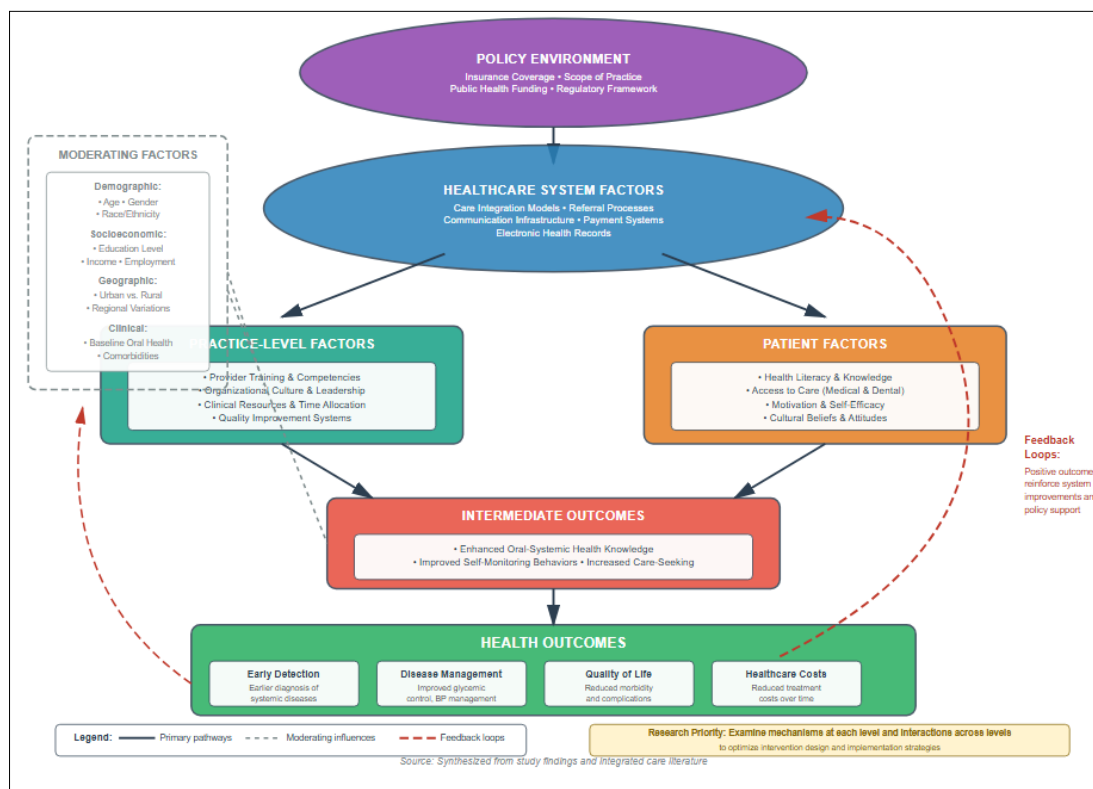 POLICY ENVIRONMENT
Insurance Coverage • Scope of Practice
Public Health Funding • Regulatory Framework
MODERATING FACTORS
Demographic:
• Age • Gender
• Race/Ethnicity
Socioeconomic:
• Education Level
• Income • Employment
Geographic:
• Urban vs. Rural
• Regional Variations
Clinical:
• Baseline Oral Health
• Comorbidities
HEALTHCARE SYSTEM FACTORS
Care Integration Models • Referral Processes
Communication Infrastructure • Payment Systems
Electronic Health Records
PRACTICE-LEVEL FACTORS
• Provider Training & Competencies
• Organizational Culture & Leadership
• Clinical Resources & Time Allocation
• Quality Improvement Systems
PATIENT FACTORS
• Health Literacy & Knowledge
• Access to Care (Medical & Dental)
• Motivation & Self-Efficacy
• Cultural Beliefs & Attitudes
Feedback
Loops:
Positive outcome
reinforce system
improvements an
policy support
INTERMEDIATE OUTCOMES
• Enhanced Oral-Systemic Health Knowledge
• Improved Self-Monitoring Behaviors • Increased Care-Seeking
HEALTH OUTCOMES
Early Detection
Earlier diagnosis of
systemic diseases
Disease Management
Improved glycemic
control, BP management
Quality of Life
Reduced morbidity
and complications
Healthcare Costs
Reduced treatment
costs over time
Legend:
Primary pathways
Moderating influences
Feedback loops
Research Priority: Examine mechanisms at each level and interactions across levels
to optimize intervention design and implementation strategies
Source: Synthesized from study findings and integrated care literature